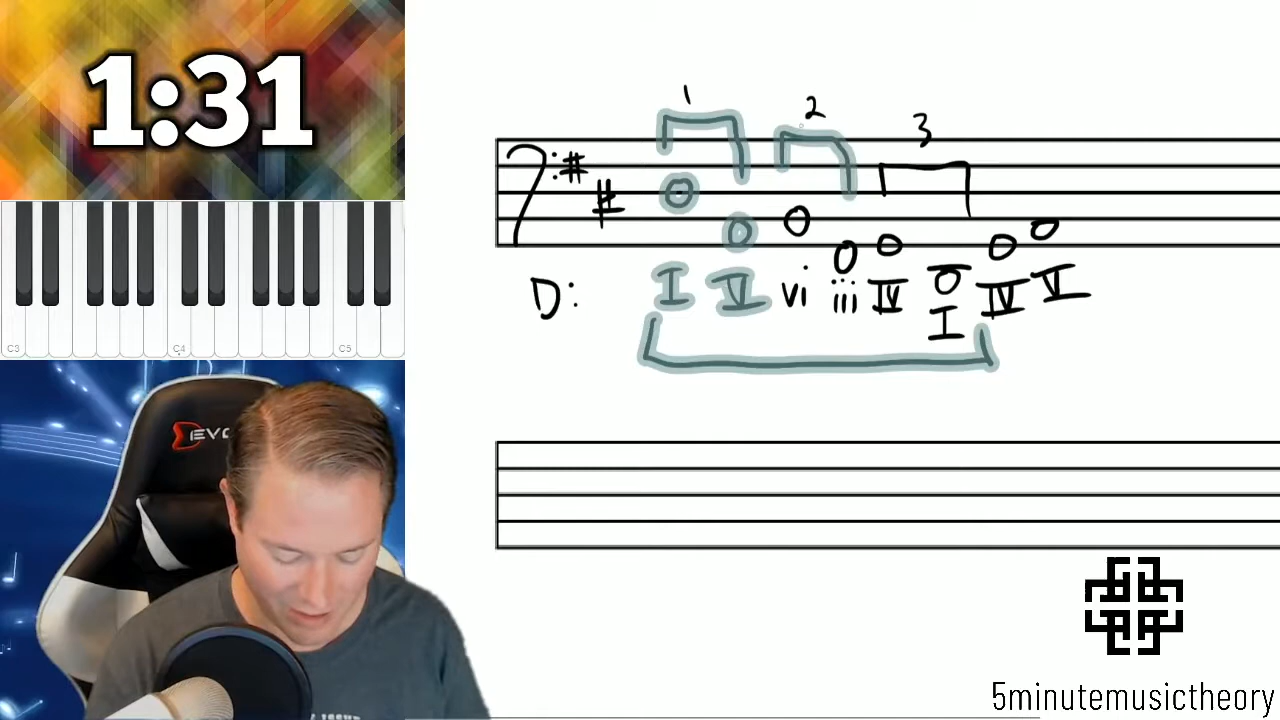 1:31
1 2 3
D: I V vi iii IV I IV V
C3 C4 C5
EVO
5minutemusictheory